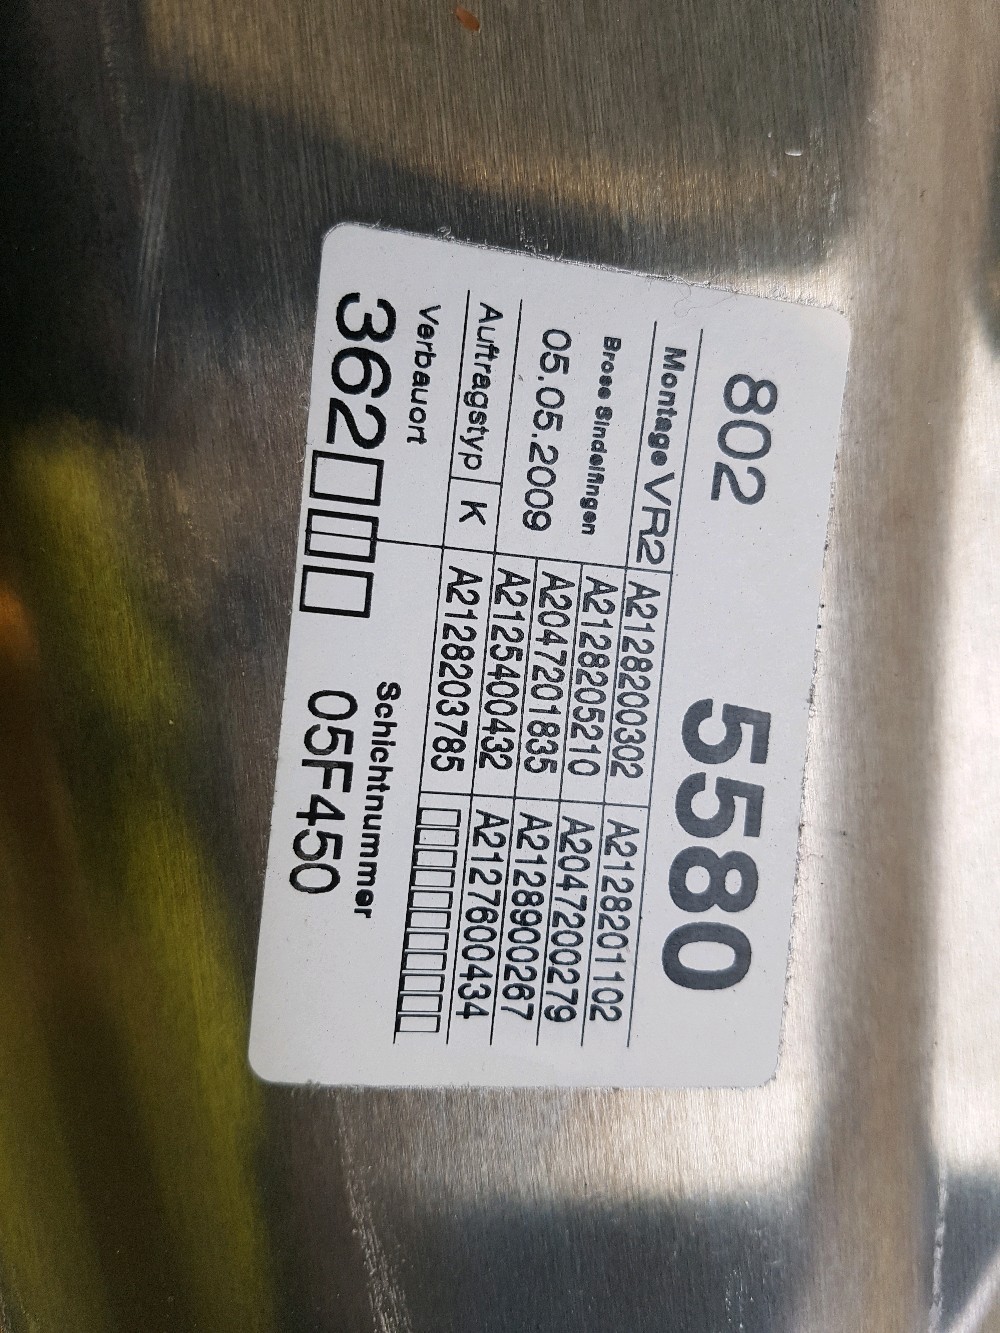 802 5580
Montage VR2 A2128200302 A2128201102
Brose Sindelfingen A2128205210 A2047200279
05.05.2009 A2047201835 A2128900267
Auftragstyp K A2125400432 A2127600434
Verbauort A2128203785 □□□□□□□□□□
Schichtnummer
362□□□ 05F450